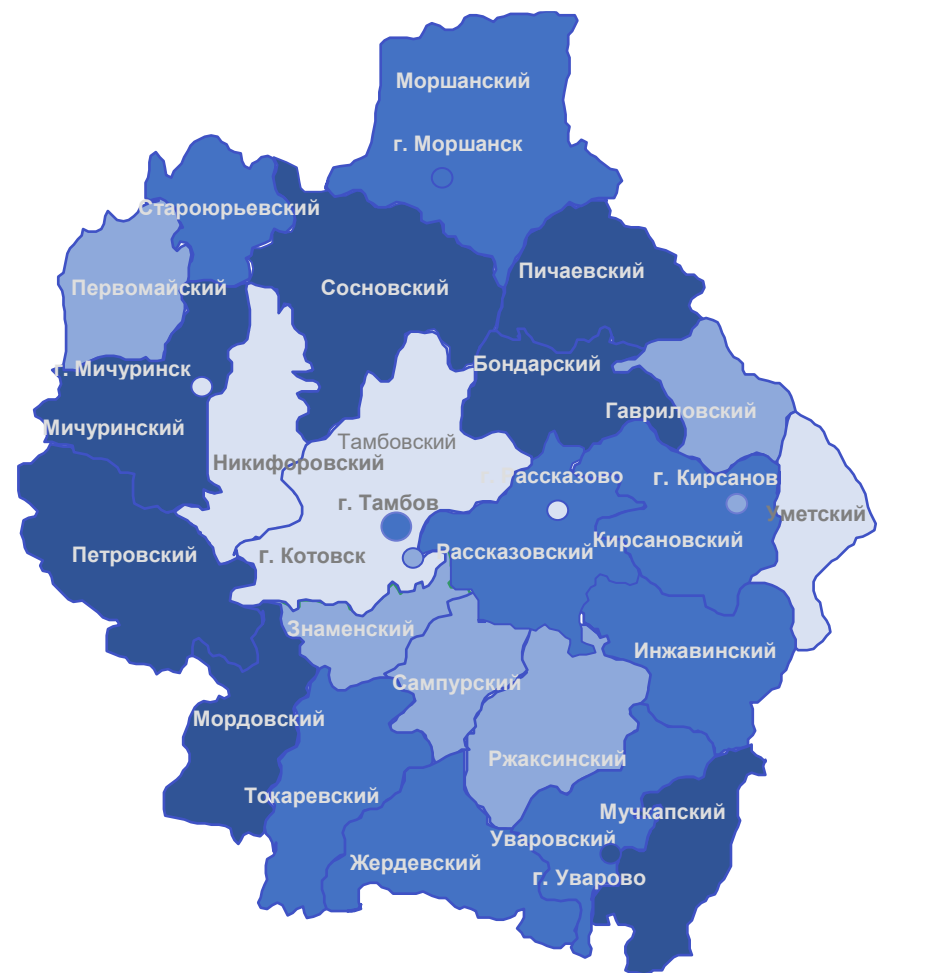 Моршанский
г. Моршанск
Староюрьевский
Пичаевский
Первомайский
Сосновский
Бондарский
г. Мичуринск
Гавриловский
Мичуринский
Тамбовский
Никифоровский
г. Рассказово
г. Кирсанов
г. Тамбов
Уметский
Кирсановский
Рассказовский
Петровский
г. Котовск
Знаменский
Инжавинский
Сампурский
Мордовский
Ржаксинский
Токаревский
Мучкапский
Уваровский
Жердевский
г. Уварово